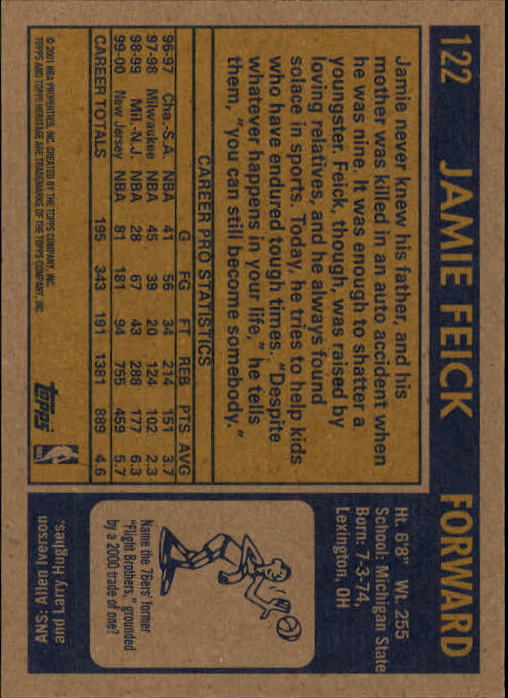 122 JAMIE FEICK FORWARD
Jamie never knew his father, and his
mother was killed in an auto accident when
he was nine. It was enough to shatter a
youngster. Feick, though, was raised by
loving relatives, and he always found
solace in sports. Today, he tries to help kids
who have endured tough times. "Despite
whatever happens in your life," he tells
them, "you can still become somebody."
CAREER PRO STATISTICS
G FG FT REB PTS AVG
96-97 Cha.-S.A. NBA 41 56 34 214 151 3.7
97-98 Milwaukee NBA 45 39 20 124 102 2.3
98-99 Mil.-N.J. NBA 28 67 43 288 177 6.3
99-00 New Jersey NBA 81 181 94 755 459 5.7
CAREER TOTALS 195 343 191 1381 889 4.6
© 2001 NBA PROPERTIES, INC. CREATED BY THE TOPPS COMPANY, INC.
TOPPS AND TOPPS HERITAGE ARE TRADEMARKS OF THE TOPPS COMPANY, INC.
Topps
NBA
Ht. 6'8" Wt. 255
School: Michigan State
Born: 7-3-74,
Lexington, OH
Name the 76ers' former
"Flight Brothers," grounded
by a 2000 trade of one?
ANS: Allen Iverson
and Larry Hughes.